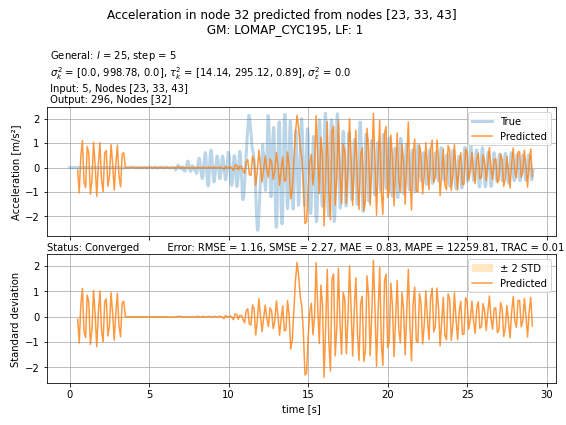 Acceleration in node 32 predicted from nodes [23, 33, 43]
GM: LOMAP_CYC195, LF: 1
General: l = 25, step = 5
σ²ₖ = [0.0, 998.78, 0.0], τ²ₖ = [14.14, 295.12, 0.89], σ²ε = 0.0
Input: 5, Nodes [23, 33, 43]
Output: 296, Nodes [32]
Acceleration [m/s²]
2
1
0
−1
−2
True
Predicted
Status: Converged
Error: RMSE = 1.16, SMSE = 2.27, MAE = 0.83, MAPE = 12259.81, TRAC = 0.01
Standard deviation
2
1
0
−1
−2
± 2 STD
Predicted
0 5 10 15 20 25 30
time [s]